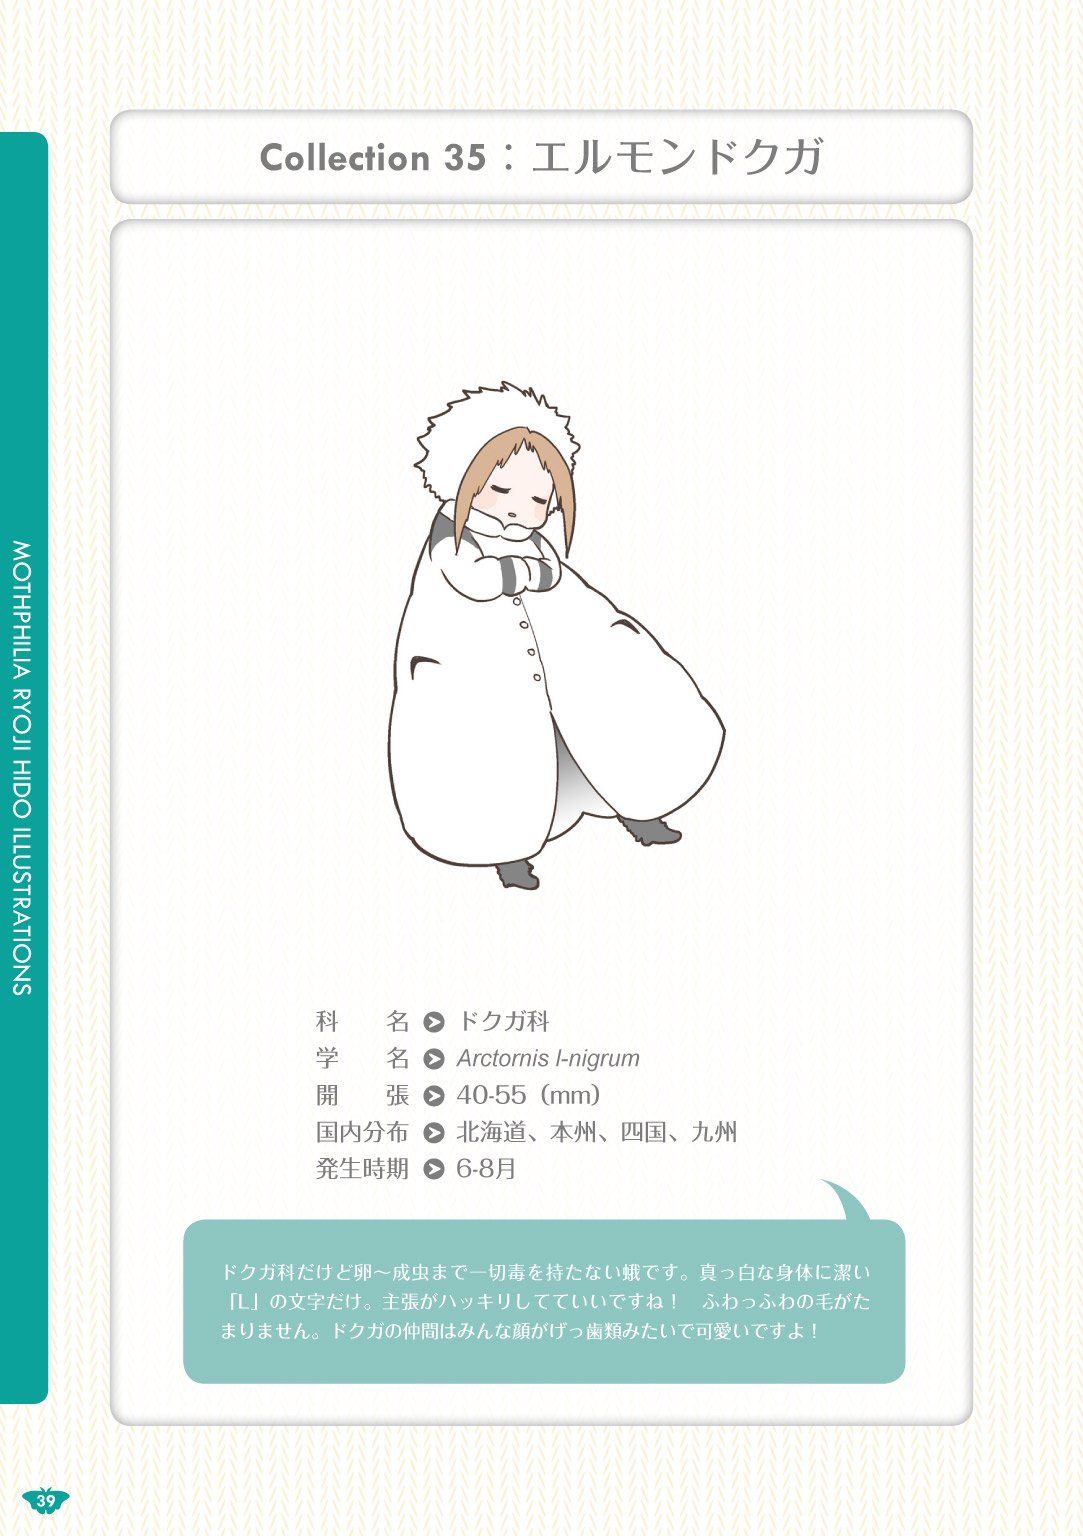 Collection 35：エルモンドクガ
MOTHPHILIA RYOJI HIDO ILLUSTRATIONS
科　　名 ドクガ科
学　　名 Arctornis l-nigrum
開　　張 40-55（mm）
国内分布 北海道、本州、四国、九州
発生時期 6-8月
ドクガ科だけど卵〜成虫まで一切毒を持たない蛾です。真っ白な身体に潔い
「L」の文字だけ。主張がハッキリしてていいですね！　ふわっふわの毛がた
まりません。ドクガの仲間はみんな顔がげっ歯類みたいで可愛いですよ！
39